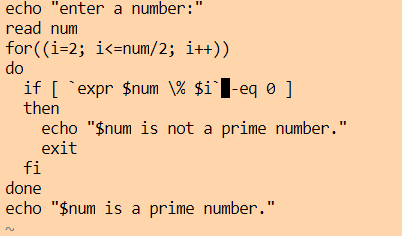 echo "enter a number:"
read num
for((i=2; i<=num/2; i++))
do
  if [ `expr $num \% $i` -eq 0 ]
  then
    echo "$num is not a prime number."
    exit
  fi
done
echo "$num is a prime number."
~